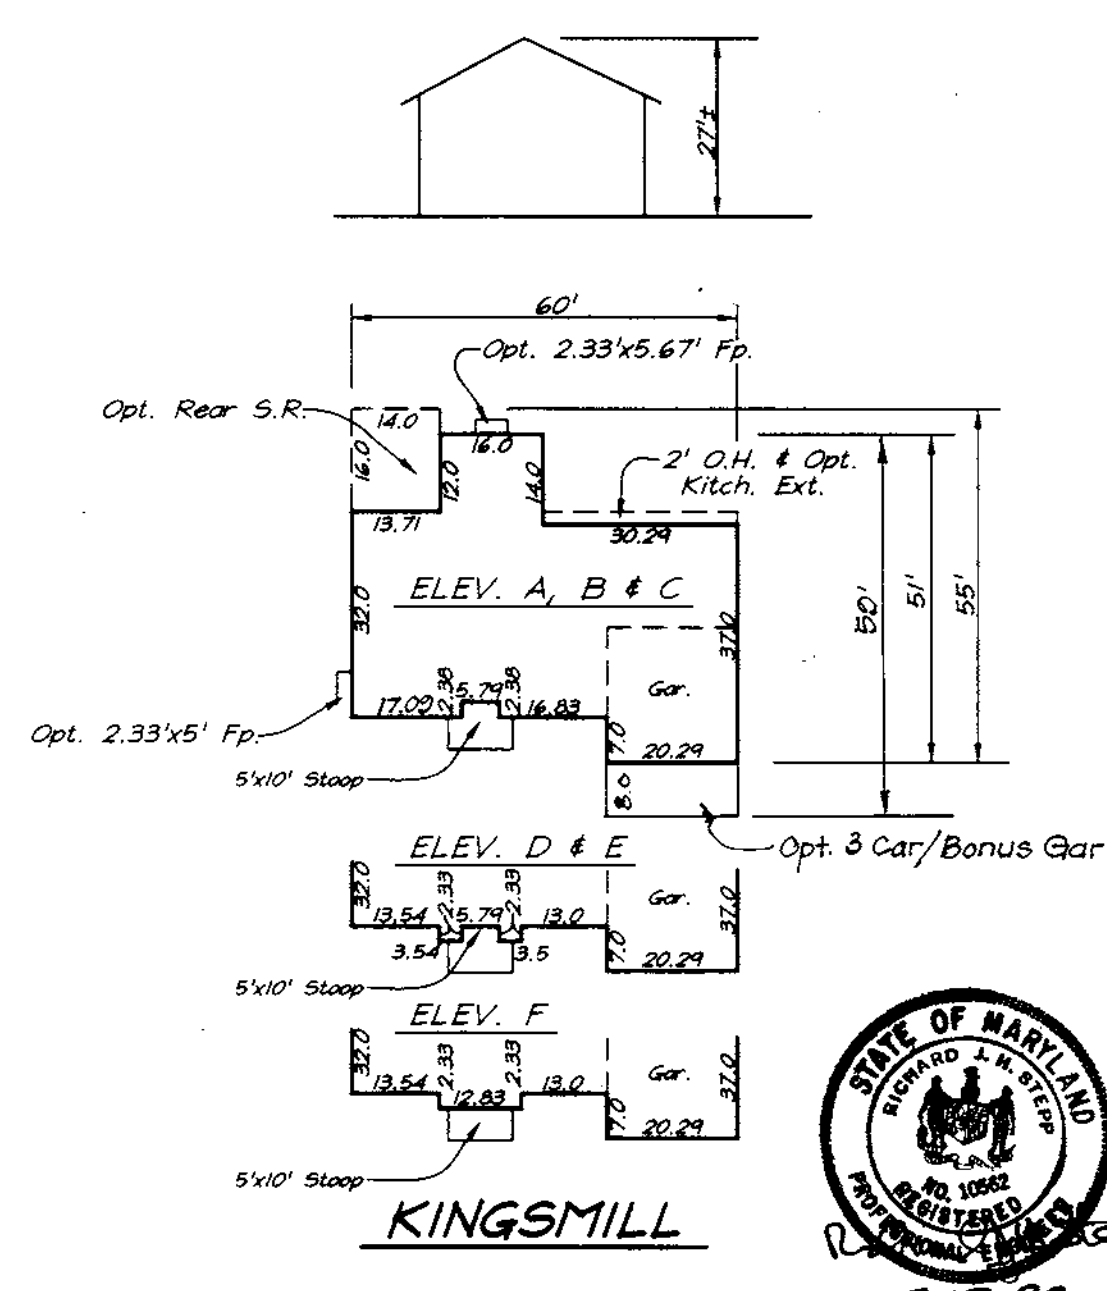 27'±
60'
Opt. 2.33'x5.67' Fp.
Opt. Rear S.R.
14.0
16.0
16.0
12.0
14.0
2' O.H. & Opt.
Kitch. Ext.
13.71
30.29
ELEV. A, B & C
50'
51'
55'
32.0
37.0
Gar.
2.38
5.79
2.38
17.09
16.83
7.0
20.29
Opt. 2.33'x5' Fp.
5'x10' Stoop
8.0
Opt. 3 Car/Bonus Gar
ELEV. D & E
32.0
2.33
2.33
Gar.
37.0
13.54
5.79
13.0
3.54
3.5
7.0
20.29
5'x10' Stoop
ELEV. F
32.0
2.33
2.33
Gar.
37.0
13.54
12.83
13.0
7.0
20.29
5'x10' Stoop
KINGSMILL
STATE OF MARYLAND
RICHARD J. H. STEPP
NO. 10562
REGISTERED
PROFESSIONAL ENGINEER